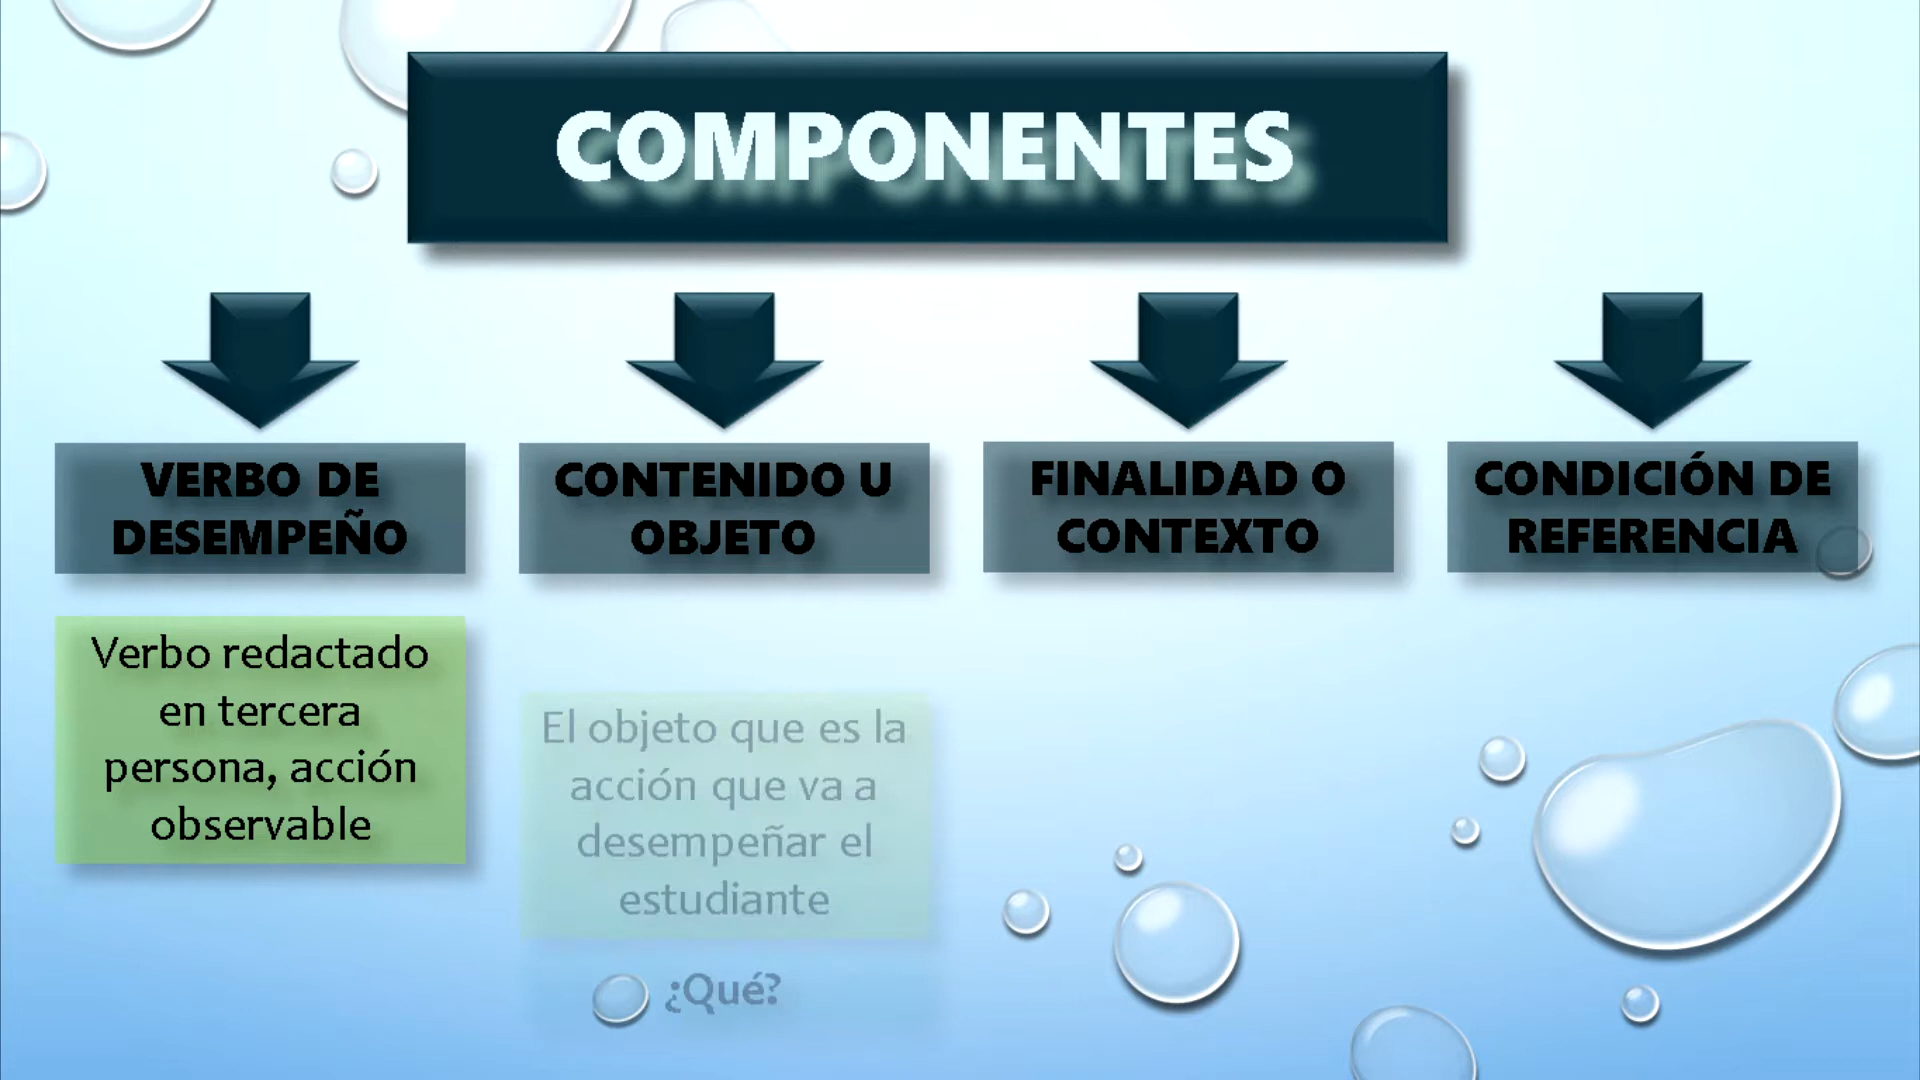 COMPONENTES
VERBO DE
DESEMPEÑO
CONTENIDO U
OBJETO
FINALIDAD O
CONTEXTO
CONDICIÓN DE
REFERENCIA
Verbo redactado
en tercera
persona, acción
observable
El objeto que es la
acción que va a
desempeñar el
estudiante
¿Qué?